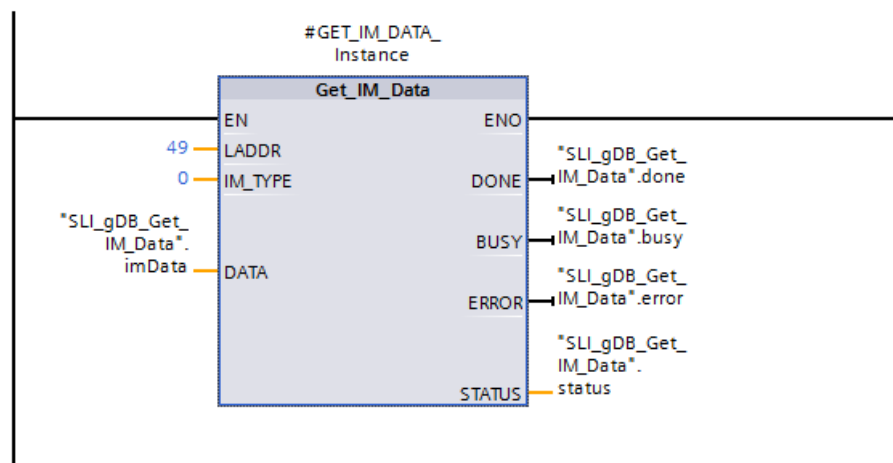 #GET_IM_DATA_
Instance
Get_IM_Data
EN
ENO
49
LADDR
0
IM_TYPE
DONE
"SLI_gDB_Get_
IM_Data".done
"SLI_gDB_Get_
IM_Data".
imData
DATA
BUSY
"SLI_gDB_Get_
IM_Data".busy
ERROR
"SLI_gDB_Get_
IM_Data".error
STATUS
"SLI_gDB_Get_
IM_Data".
status